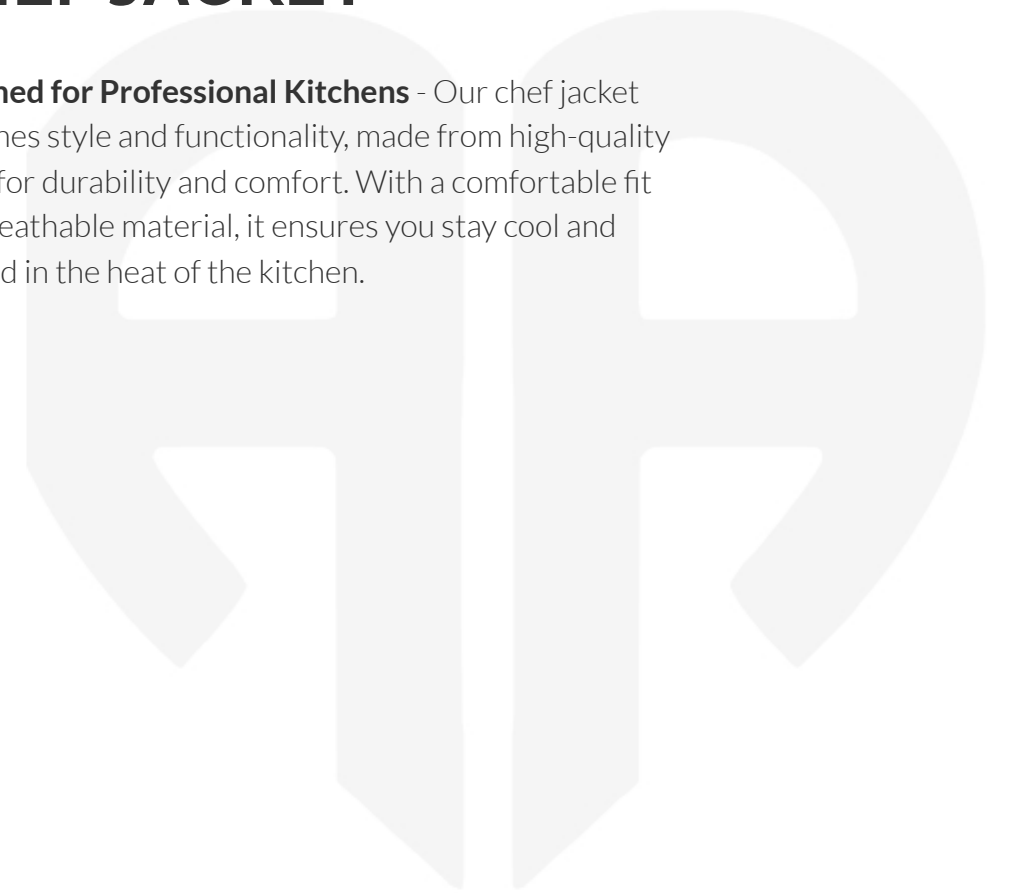 JACKET
ned for Professional Kitchens - Our chef jacket
nes style and functionality, made from high-quality
for durability and comfort. With a comfortable fit
eathable material, it ensures you stay cool and
d in the heat of the kitchen.